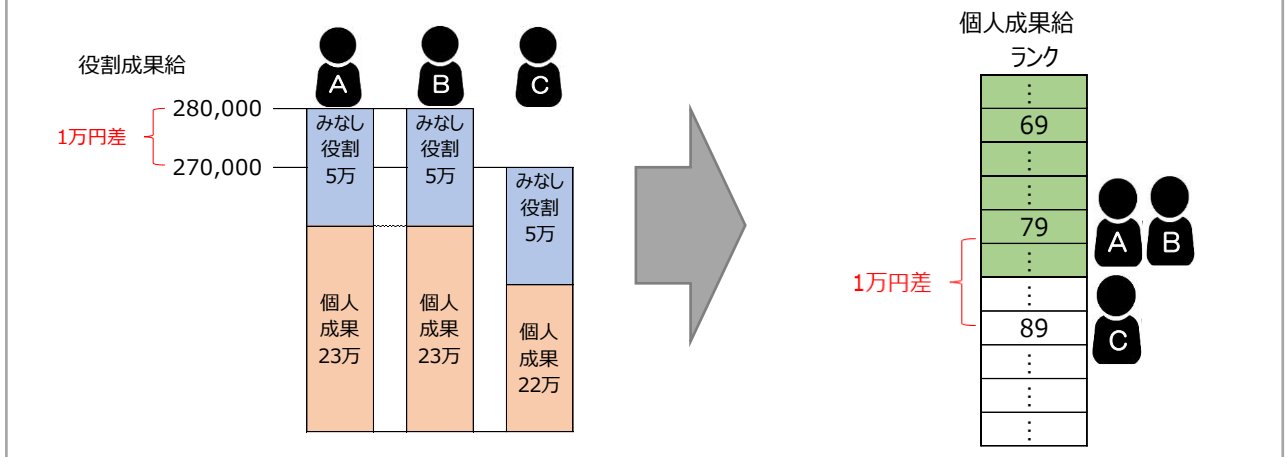 役割成果給
280,000
1万円差
270,000
A
B
C
みなし
役割
5万
みなし
役割
5万
みなし
役割
5万
個人
成果
23万
個人
成果
23万
個人
成果
22万
個人成果給
ランク
⋮
69
⋮
⋮
79
⋮
⋮
89
⋮
⋮
⋮
A
B
1万円差
C